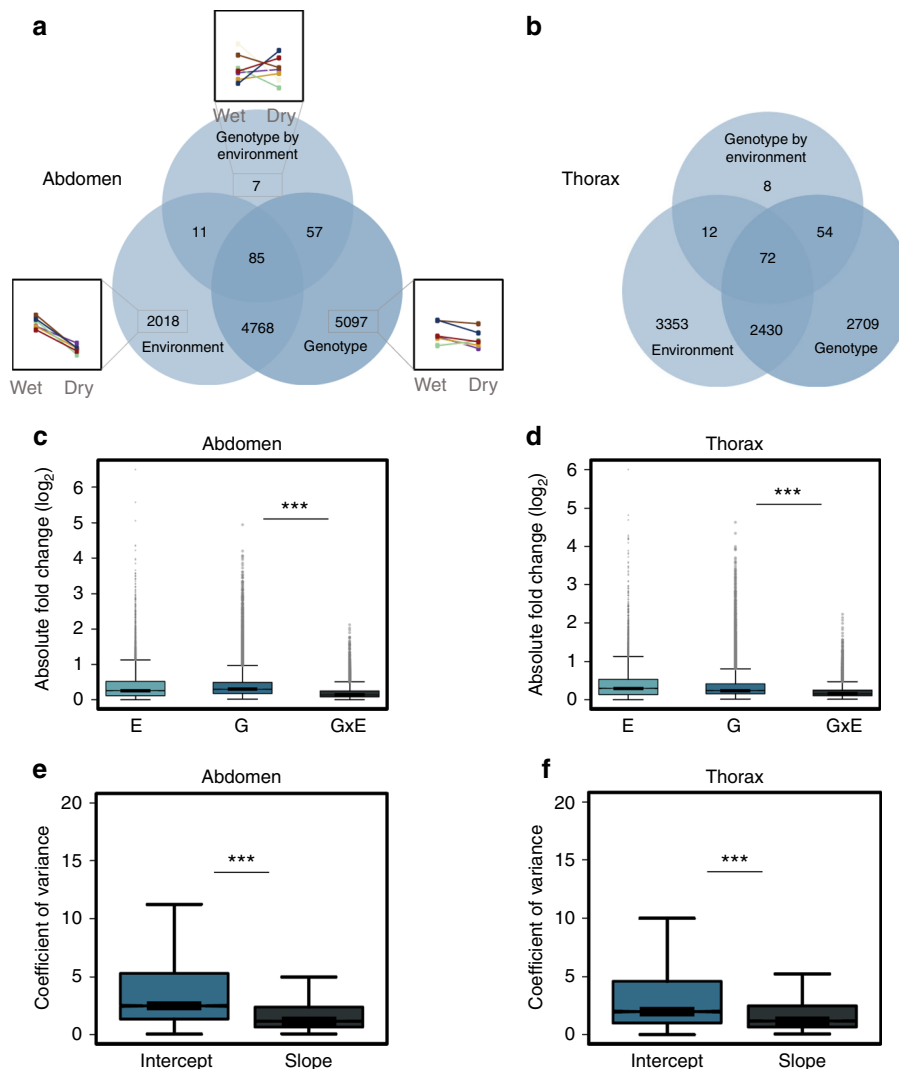 a
b
Wet Dry
Genotype by
environment
7
Abdomen
11
57
85
2018
4768
5097
Environment
Genotype
Wet Dry
Wet Dry
Genotype by
environment
8
Thorax
12
54
72
3353
2430
2709
Environment
Genotype
c
Abdomen
Absolute fold change (log2)
6
5
4
3
2
1
0
***
E
G
GxE
d
Thorax
Absolute fold change (log2)
6
5
4
3
2
1
0
***
E
G
GxE
e
Abdomen
Coefficient of variance
20
15
10
5
0
***
Intercept
Slope
f
Thorax
Coefficient of variance
20
15
10
5
0
***
Intercept
Slope